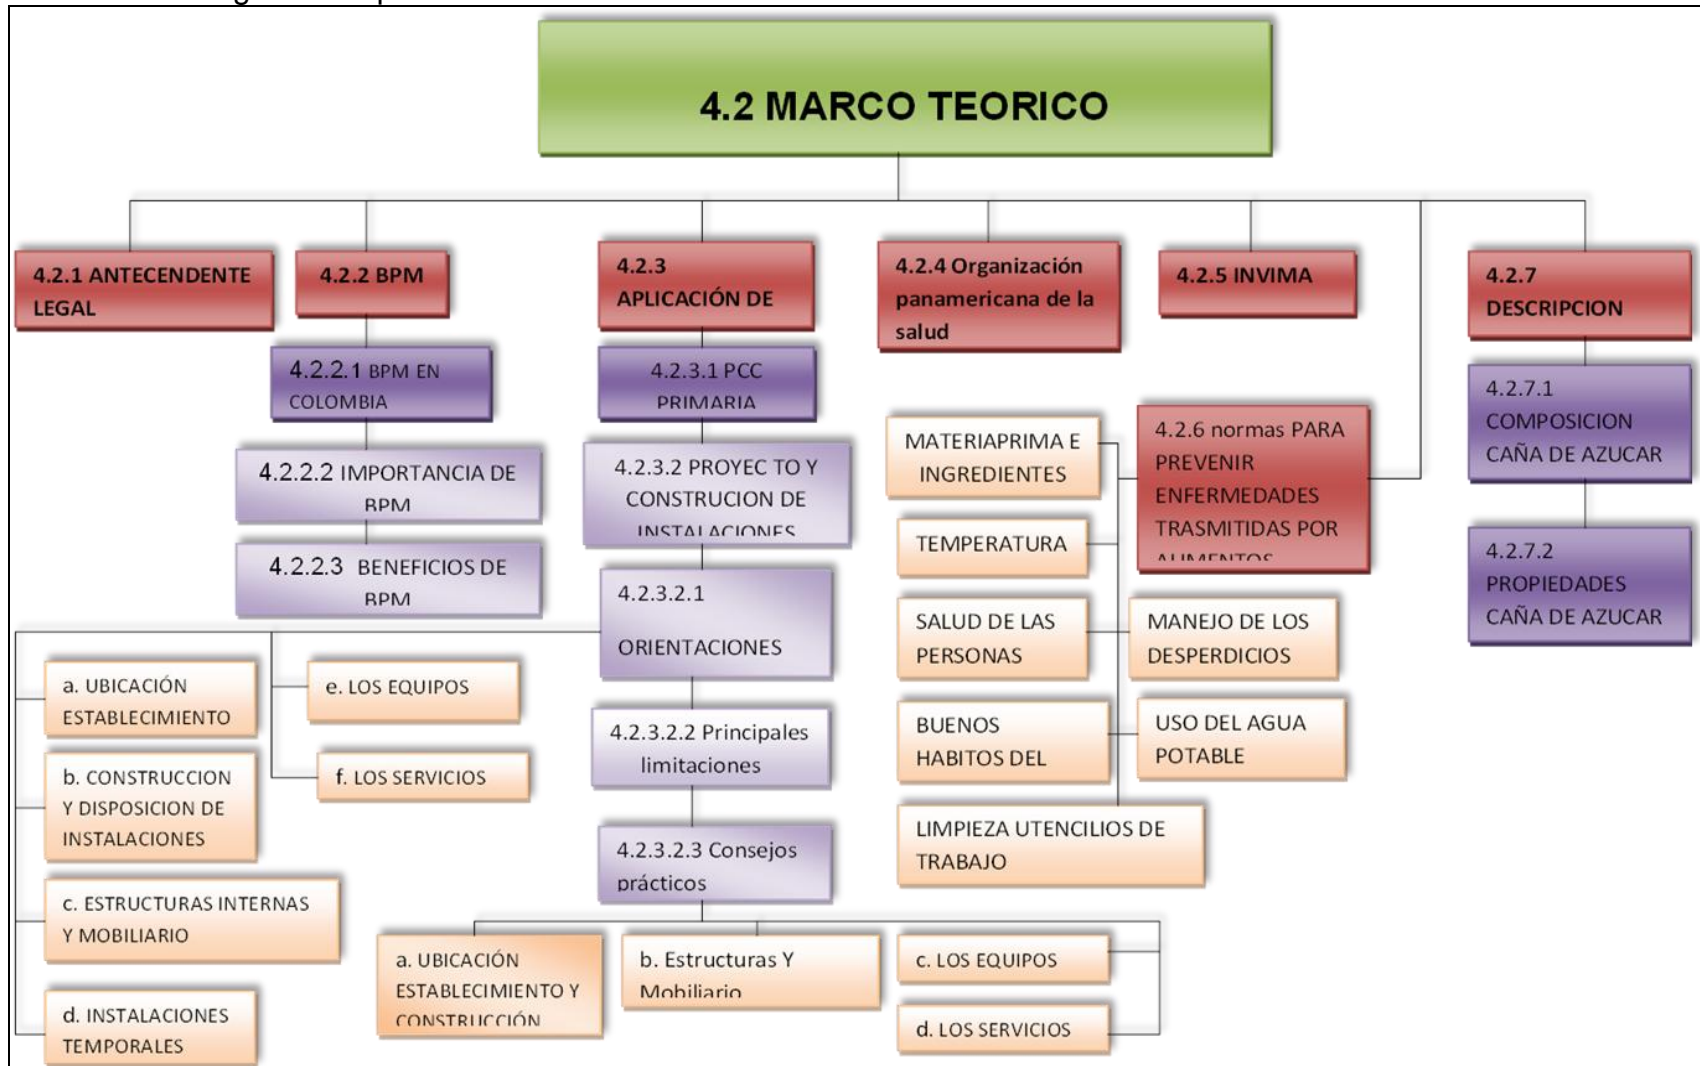 4.2 MARCO TEORICO
4.2.1 ANTECENDENTE
LEGAL
4.2.2 BPM
4.2.2.1 BPM EN
COLOMBIA
4.2.2.2 IMPORTANCIA DE
BPM
4.2.2.3 BENEFICIOS DE
BPM
4.2.3
APLICACIÓN DE
4.2.3.1 PCC
PRIMARIA
4.2.3.2 PROYEC TO Y
CONSTRUCION DE
INSTALACIONES
4.2.3.2.1
ORIENTACIONES
a. UBICACIÓN
ESTABLECIMIENTO
b. CONSTRUCCION
Y DISPOSICION DE
INSTALACIONES
c. ESTRUCTURAS INTERNAS
Y MOBILIARIO
d. INSTALACIONES
TEMPORALES
e. LOS EQUIPOS
f. LOS SERVICIOS
4.2.3.2.2 Principales
limitaciones
4.2.3.2.3 Consejos
prácticos
a. UBICACIÓN
ESTABLECIMIENTO Y
CONSTRUCCIÓN
b. Estructuras Y
Mobiliario
c. LOS EQUIPOS
d. LOS SERVICIOS
4.2.4 Organización
panamericana de la
salud
4.2.5 INVIMA
4.2.6 normas PARA
PREVENIR
ENFERMEDADES
TRASMITIDAS POR
ALIMENTOS
MATERIAPRIMA E
INGREDIENTES
TEMPERATURA
SALUD DE LAS
PERSONAS
MANEJO DE LOS
DESPERDICIOS
BUENOS
HABITOS DEL
USO DEL AGUA
POTABLE
LIMPIEZA UTENCILIOS DE
TRABAJO
4.2.7
DESCRIPCION
4.2.7.1
COMPOSICION
CAÑA DE AZUCAR
4.2.7.2
PROPIEDADES
CAÑA DE AZUCAR